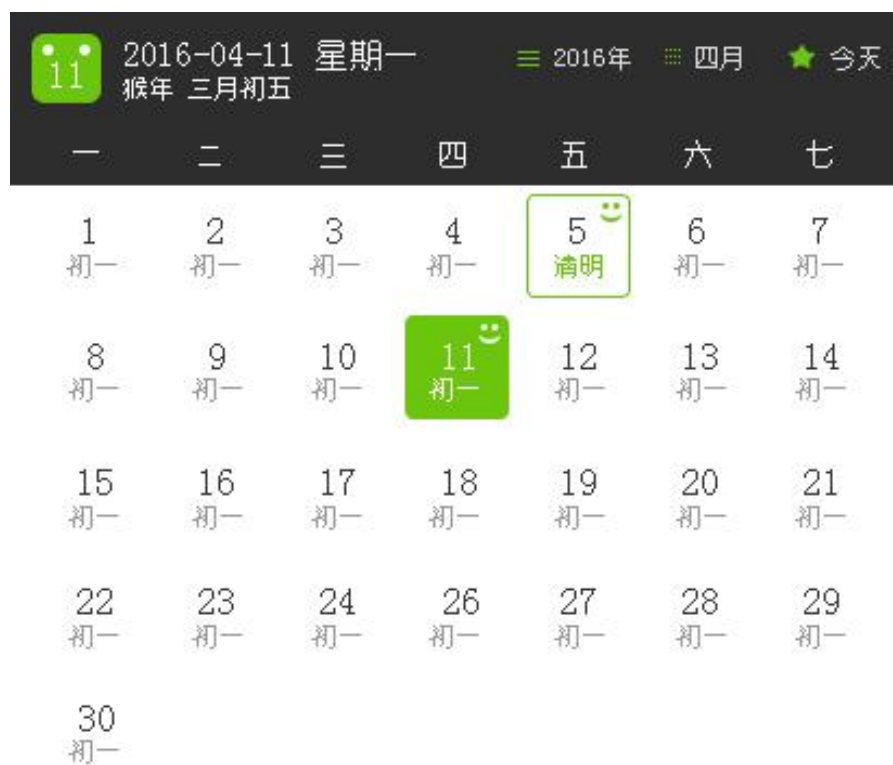 11 2016-04-11 星期一 2016年 四月 今天
猴年 三月初五
一 二 三 四 五 六 七
1 2 3 4 5 6 7
初一 初一 初一 初一 清明 初一 初一
8 9 10 11 12 13 14
初一 初一 初一 初一 初一 初一 初一
15 16 17 18 19 20 21
初一 初一 初一 初一 初一 初一 初一
22 23 24 26 27 28 29
初一 初一 初一 初一 初一 初一 初一
30
初一